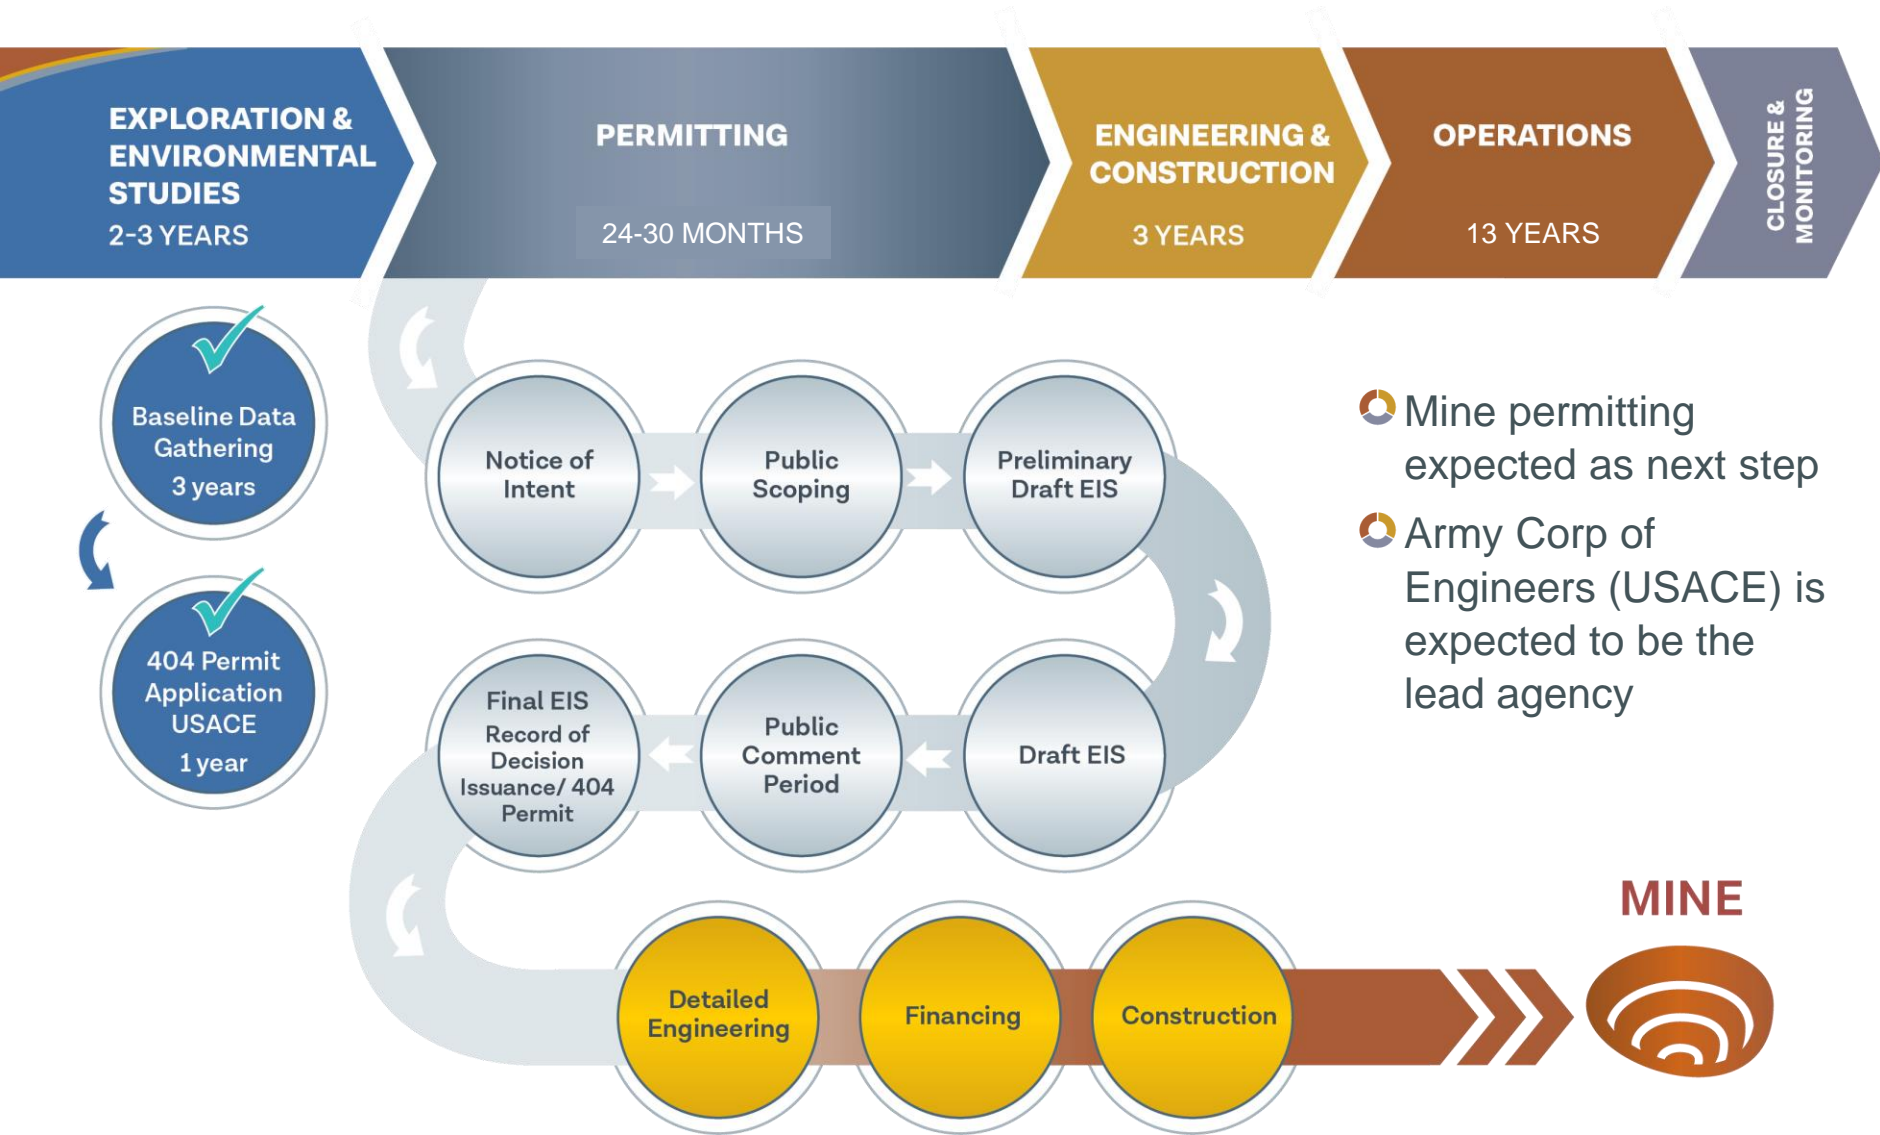 EXPLORATION &
ENVIRONMENTAL
STUDIES
2-3 YEARS
PERMITTING
24-30 MONTHS
ENGINEERING &
CONSTRUCTION
3 YEARS
OPERATIONS
13 YEARS
CLOSURE &
MONITORING
Baseline Data
Gathering
3 years
404 Permit
Application
USACE
1 year
Notice of
Intent
Public
Scoping
Preliminary
Draft EIS
Draft EIS
Public
Comment
Period
Final EIS
Record of
Decision
Issuance/ 404
Permit
Detailed
Engineering
Financing
Construction
MINE
Mine permitting
expected as next step
Army Corp of
Engineers (USACE) is
expected to be the
lead agency